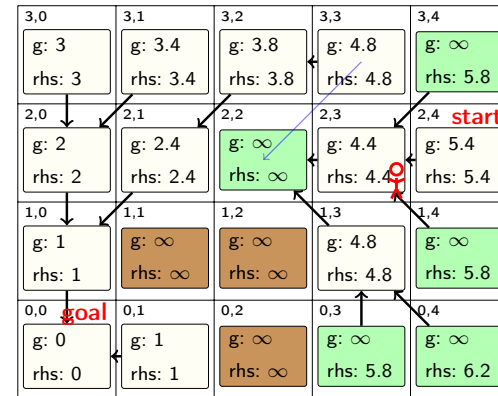 3,0 3,1 3,2 3,3 3,4
g: 3 g: 3.4 g: 3.8 g: 4.8 g: ∞
rhs: 3 rhs: 3.4 rhs: 3.8 rhs: 4.8 rhs: 5.8
2,0 2,1 2,2 2,3 2,4
start
g: 2 g: 2.4 g: ∞ g: 4.4 g: 5.4
rhs: 2 rhs: 2.4 rhs: ∞ rhs: 4.4 rhs: 5.4
1,0 1,1 1,2 1,3 1,4
g: 1 g: ∞ g: ∞ g: 4.8 g: ∞
rhs: 1 rhs: ∞ rhs: ∞ rhs: 4.8 rhs: 5.8
0,0 0,1 0,2 0,3 0,4
goal
g: 0 g: 1 g: ∞ g: ∞ g: ∞
rhs: 0 rhs: 1 rhs: ∞ rhs: 5.8 rhs: 6.2